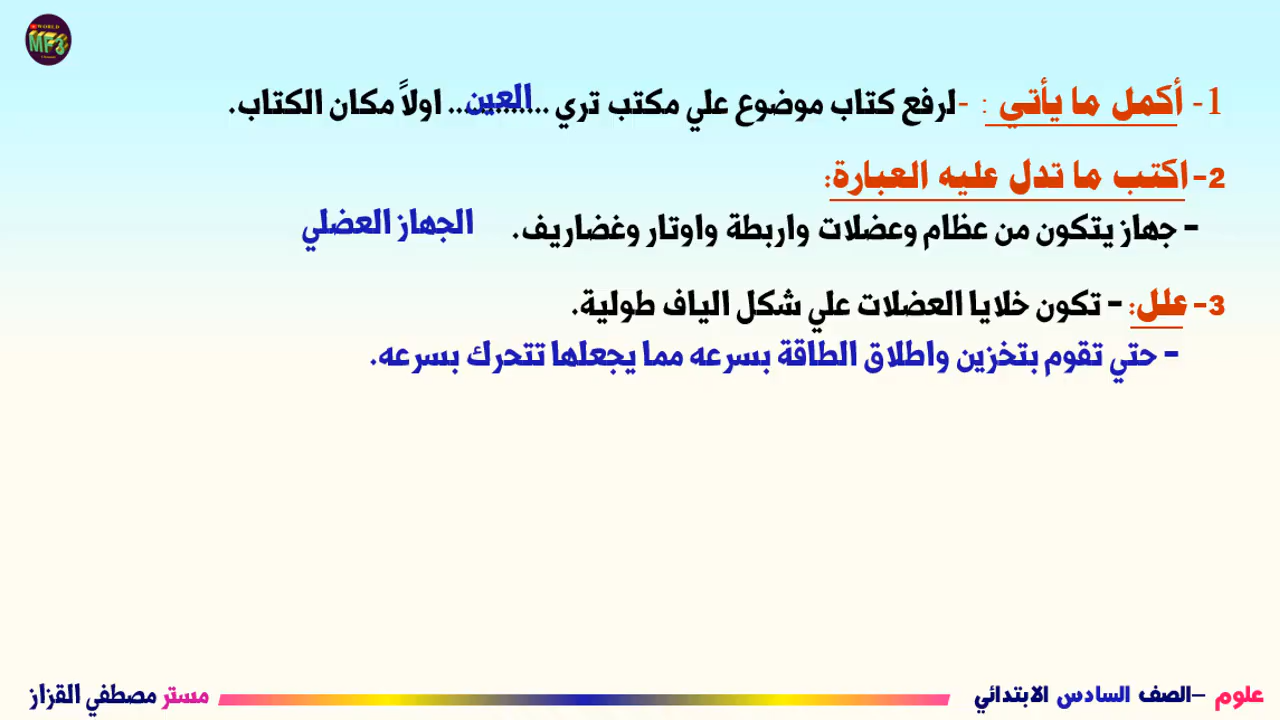 WORLD
MF3
1- أكمل ما يأتي : -لرفع كتاب موضوع علي مكتب تري ....العين.... اولاً مكان الكتاب.
2- اكتب ما تدل عليه العبارة:
- جهاز يتكون من عظام وعضلات واربطة واوتار وغضاريف. الجهاز العضلي
3- علل: - تكون خلايا العضلات علي شكل الياف طولية.
- حتي تقوم بتخزين واطلاق الطاقة بسرعه مما يجعلها تتحرك بسرعه.
علوم –الصف السادس الابتدائي
مستر مصطفي القزاز